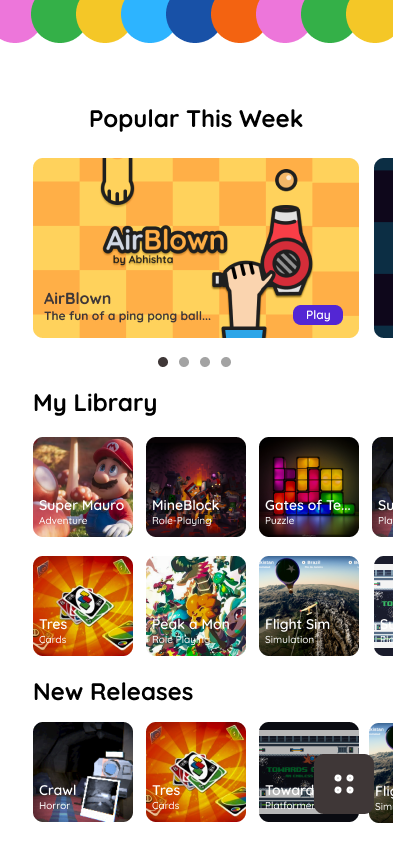 Popular This Week
AirBlown
by Abhishta
AirBlown
The fun of a ping pong ball...
Play
My Library
Super Mauro
Adventure
MineBlock
Role-Playing
Gates of Te...
Puzzle
Su
Pla
Tres
Cards
Peak a Mon
Role Playing
Flight Sim
Simulation
New Releases
Crawl
Horror
Tres
Cards
TOWARDS
Toward
Platformer
Flig
Sim